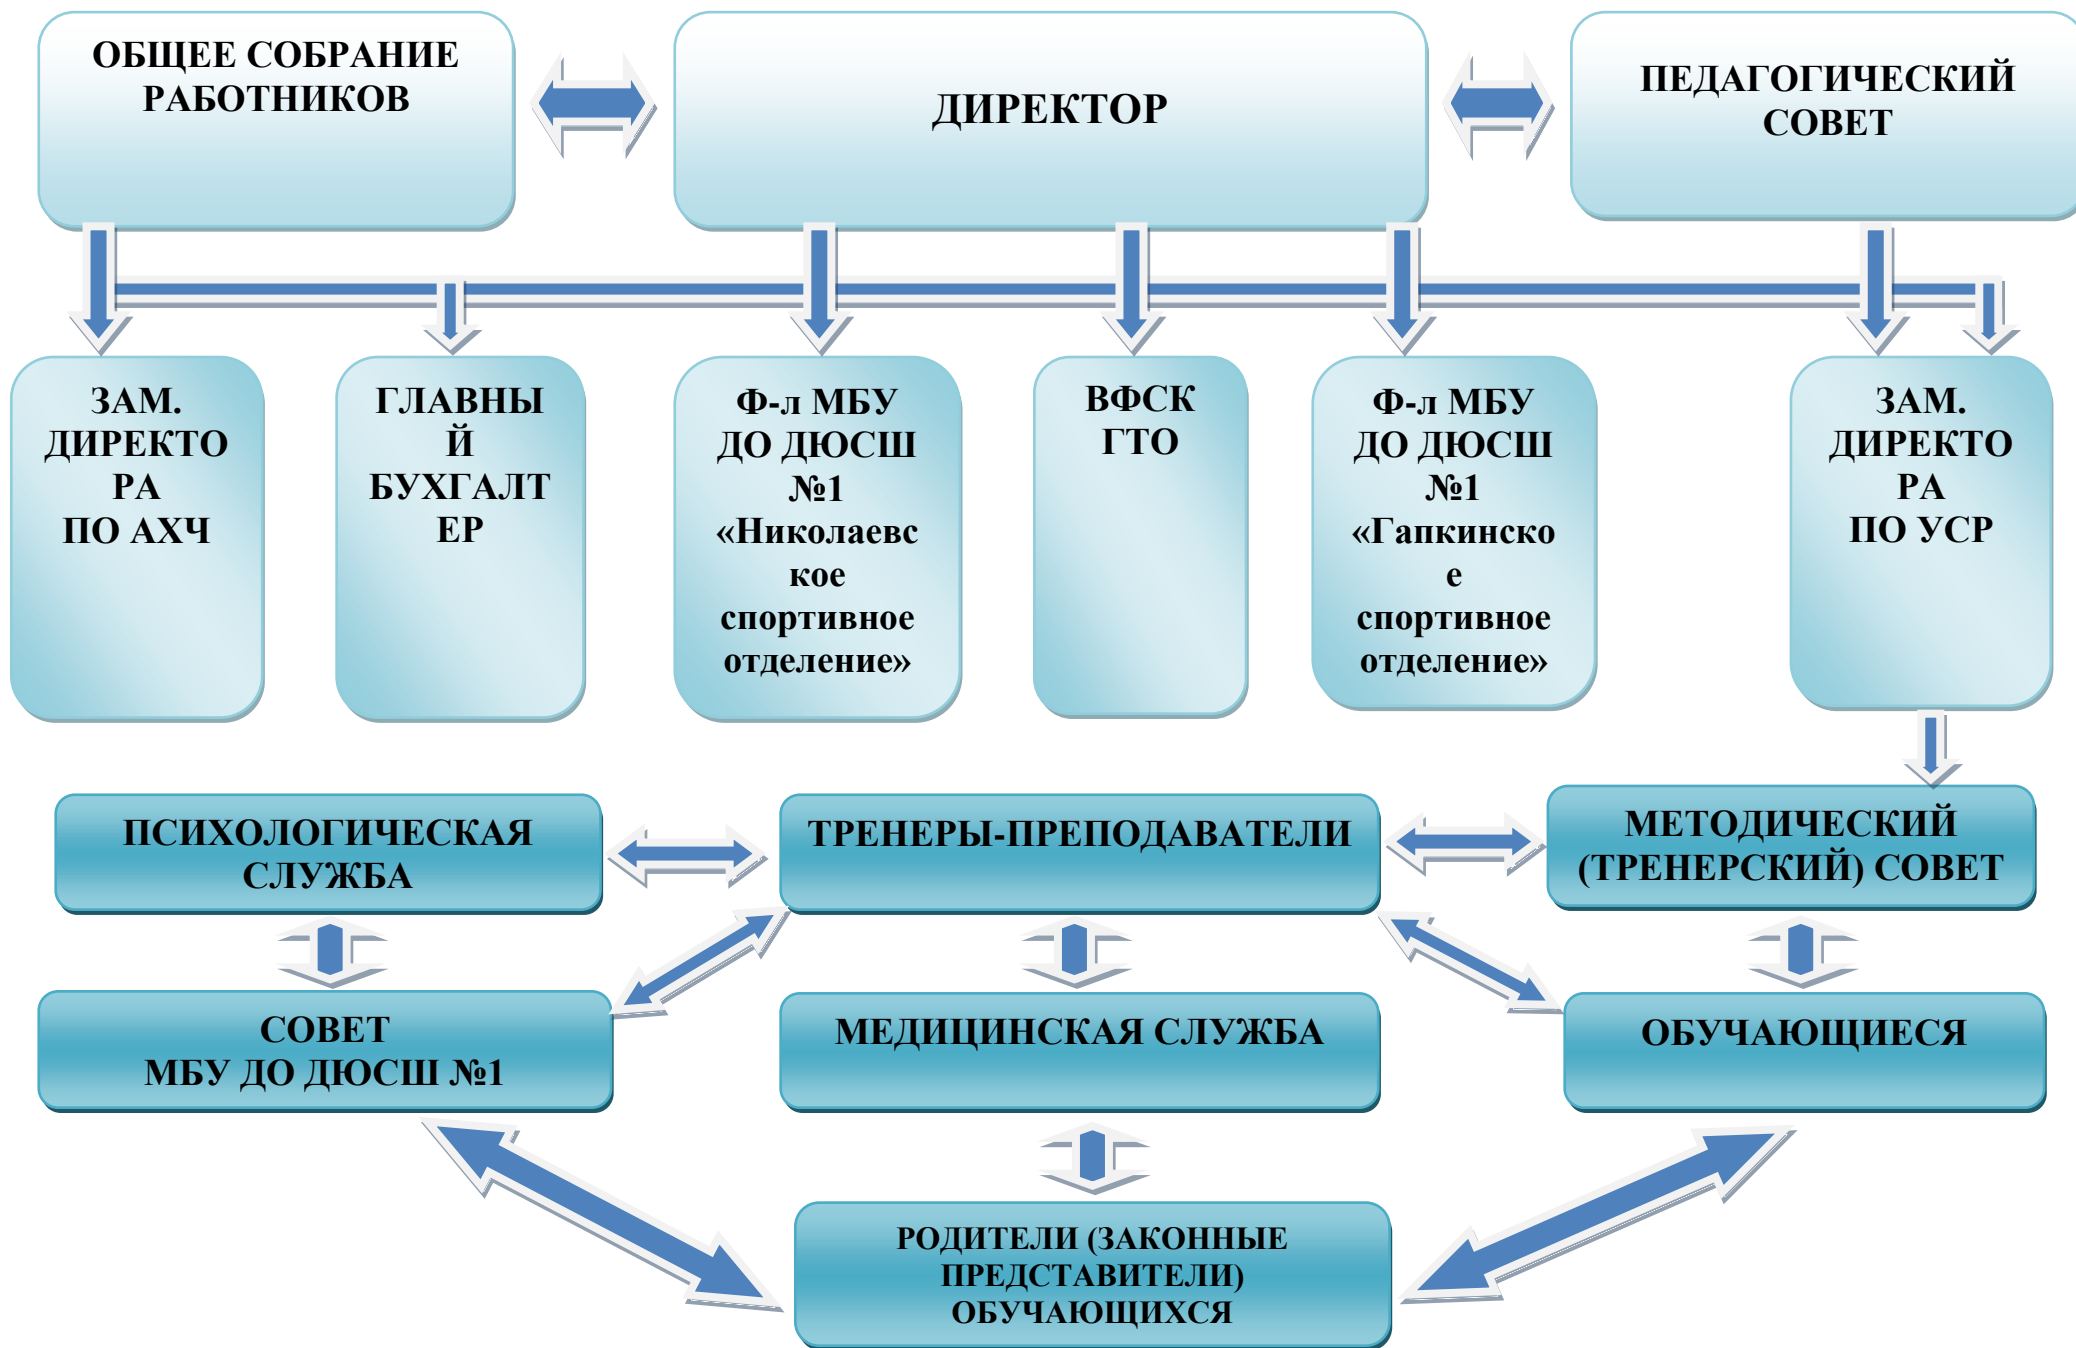 ОБЩЕЕ СОБРАНИЕ
РАБОТНИКОВ
ДИРЕКТОР
ПЕДАГОГИЧЕСКИЙ
СОВЕТ
ЗАМ.
ДИРЕКТО
РА
ПО АХЧ
ГЛАВНЫ
Й
БУХГАЛТ
ЕР
Ф-л МБУ
ДО ДЮСШ
№1
«Николаевс
кое
спортивное
отделение»
ВФСК
ГТО
Ф-л МБУ
ДО ДЮСШ
№1
«Гапкинско
е
спортивное
отделение»
ЗАМ.
ДИРЕКТО
РА
ПО УСР
ПСИХОЛОГИЧЕСКАЯ
СЛУЖБА
ТРЕНЕРЫ-ПРЕПОДАВАТЕЛИ
МЕТОДИЧЕСКИЙ
(ТРЕНЕРСКИЙ) СОВЕТ
СОВЕТ
МБУ ДО ДЮСШ №1
МЕДИЦИНСКАЯ СЛУЖБА
ОБУЧАЮЩИЕСЯ
РОДИТЕЛИ (ЗАКОННЫЕ
ПРЕДСТАВИТЕЛИ)
ОБУЧАЮЩИХСЯ